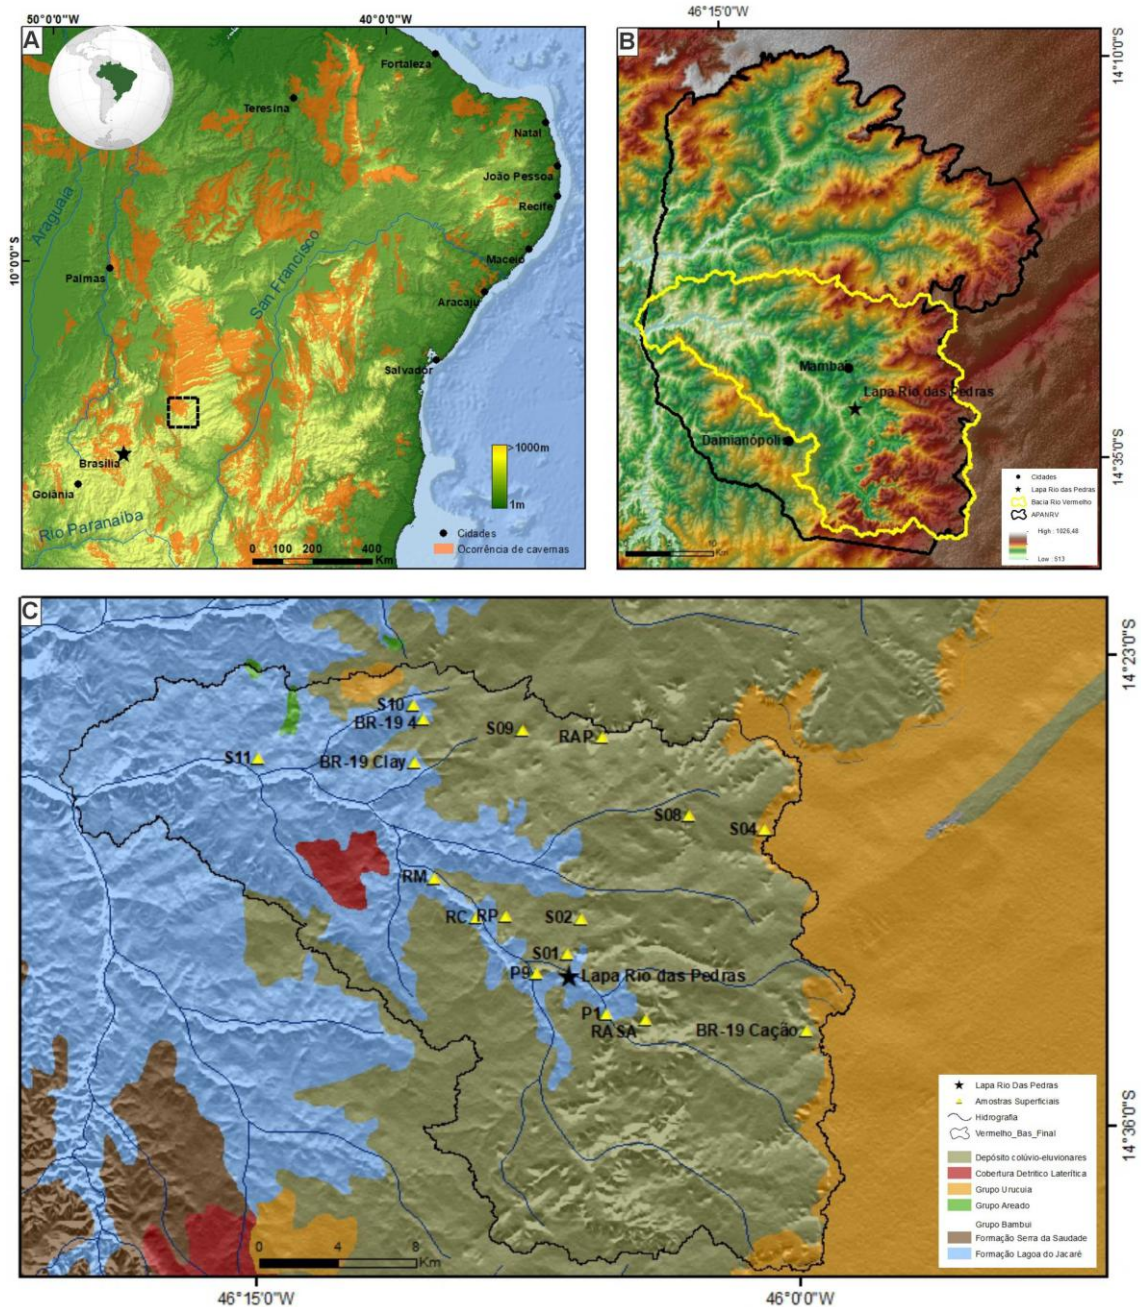 50°0'0"W
40°0'0"W
A
Fortaleza
Teresina
Natal
João Pessoa
Recife
Maceió
Aracaju
Salvador
Araguaia
Palmas
San Francisco
10°0'0"S
Brasília
Goiânia
Rio Paranaiba
>1000m
1m
Cidades
Ocorrência de cavernas
0 100 200 400
Km
46°15'0"W
B
14°10'0"S
Mambaí
Lapa Rio das Pedras
Damianópolis
14°35'0"S
Cidades
Lapa Rio das Pedras
Bacia Rio Vermelho
APANRV
High : 1025,48
Low : 513
10
Km
C
14°23'0"S
S10
BR-19 4
S09
RAP
S11
BR-19 Clay
S08
S04
RM
RC
RP
S02
S01
P9
Lapa Rio das Pedras
P1
RASA
BR-19 Cação
14°36'0"S
Lapa Rio Das Pedras
Amostras Superficiais
Hidrografia
Vermelho_Bas_Final
Depósito colúvio-eluvionares
Cobertura Detritico Laterítica
Grupo Urucuia
Grupo Areado
Grupo Bambui
Formação Serra da Saudade
Formação Lagoa do Jacaré
0 4 8
Km
46°15'0"W
46°0'0"W